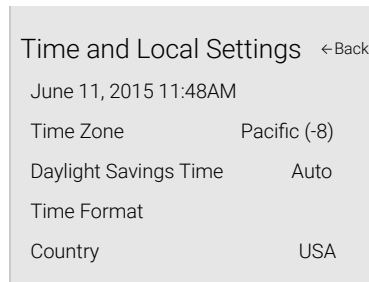 Time and Local Settings ←Back
June 11, 2015 11:48AM
Time Zone Pacific (-8)
Daylight Savings Time Auto
Time Format
Country USA